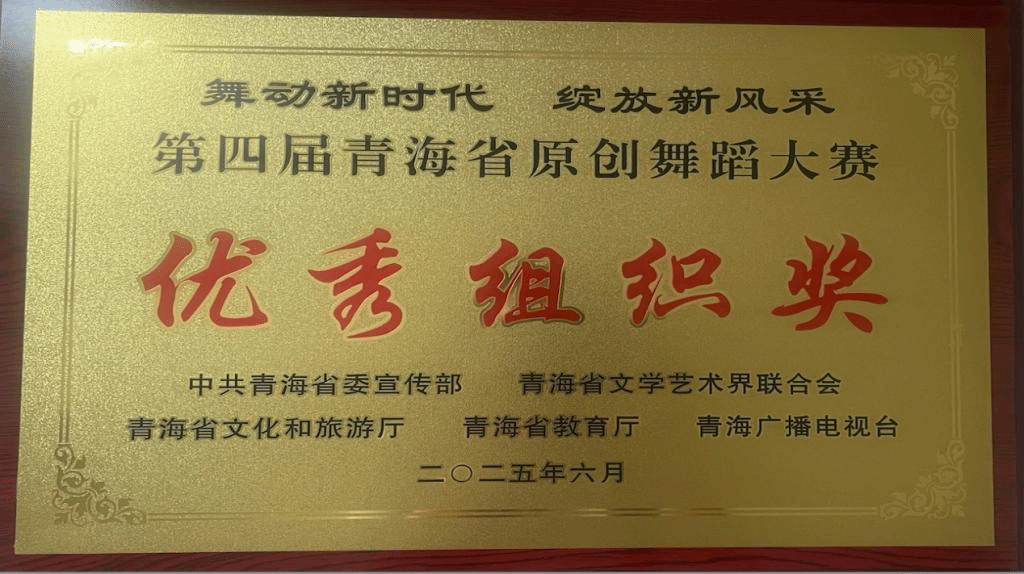 舞动新时代 绽放新风采
第四届青海省原创舞蹈大赛
优秀组织奖
中共青海省委宣传部 青海省文学艺术界联合会
青海省文化和旅游厅 青海省教育厅 青海广播电视台
二〇二五年六月